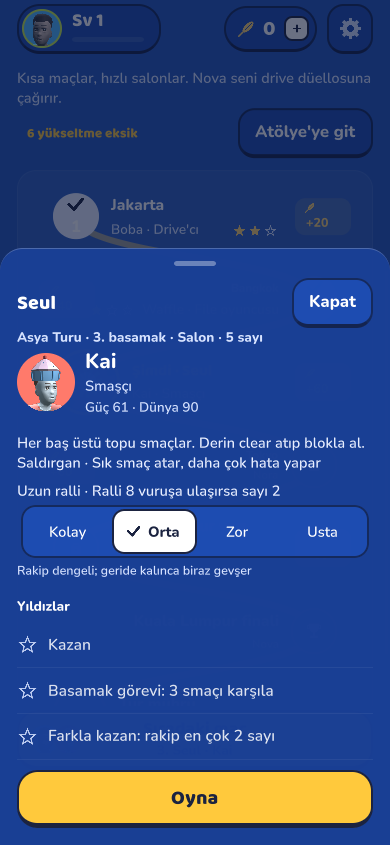 Sv 1
0
+
Kısa maçlar, hızlı salonlar. Nova seni drive düellosuna
çağırır.
6 yükseltme eksik
Atölye'ye git
Jakarta
1
Boba · Drive'cı
+20
Seul
Kapat
Asya Turu · 3. basamak · Salon · 5 sayı
Kai
Smaşçı
Güç 61 · Dünya 90
Her baş üstü topu smaçlar. Derin clear atıp blokla al.
Saldırgan · Sık smaç atar, daha çok hata yapar
Uzun ralli · Ralli 8 vuruşa ulaşırsa sayı 2
Kolay
Orta
Zor
Usta
Rakip dengeli; geride kalınca biraz gevşer
Yıldızlar
Kazan
Basamak görevi: 3 smaçı karşıla
Farkla kazan: rakip en çok 2 sayı
Oyna